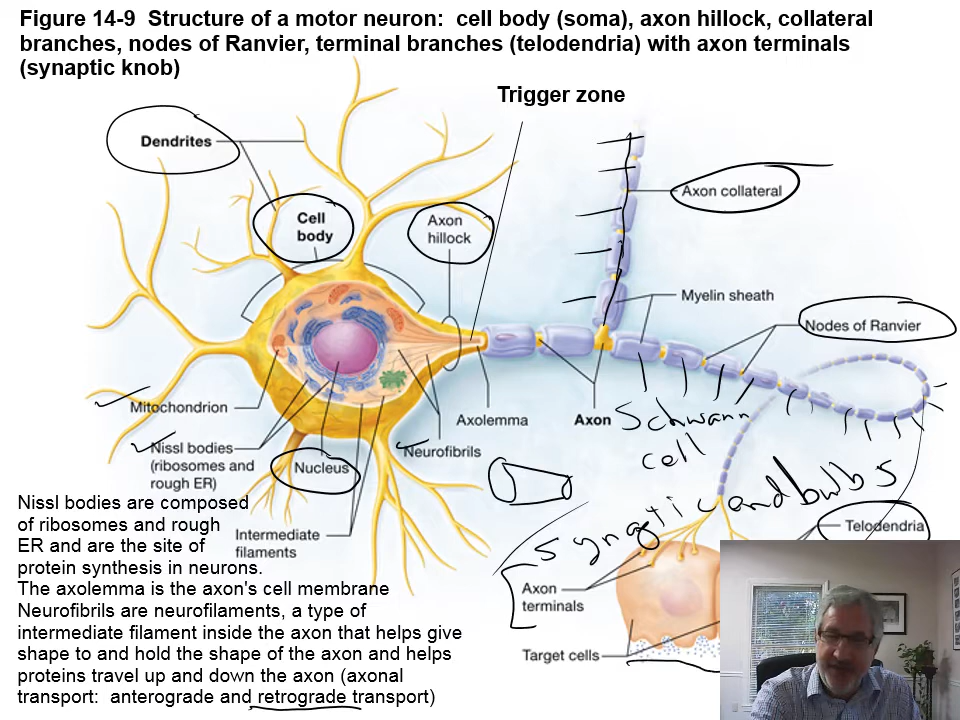 Figure 14-9 Structure of a motor neuron: cell body (soma), axon hillock, collateral
branches, nodes of Ranvier, terminal branches (telodendria) with axon terminals
(synaptic knob)
Trigger zone
Dendrites
Cell
body
Axon
hillock
Axon collateral
Myelin sheath
Nodes of Ranvier
Mitochondrion
Axolemma
Axon
Schwann
cell
Nissl bodies
(ribosomes and
rough ER)
Nucleus
Neurofibrils
synaptic end bulbs
Nissl bodies are composed
of ribosomes and rough
ER and are the site of
protein synthesis in neurons.
The axolemma is the axon's cell membrane
Neurofibrils are neurofilaments, a type of
intermediate filament inside the axon that helps give
shape to and hold the shape of the axon and helps
proteins travel up and down the axon (axonal
transport: anterograde and retrograde transport)
Intermediate
filaments
Telodendria
Axon
terminals
Target cells